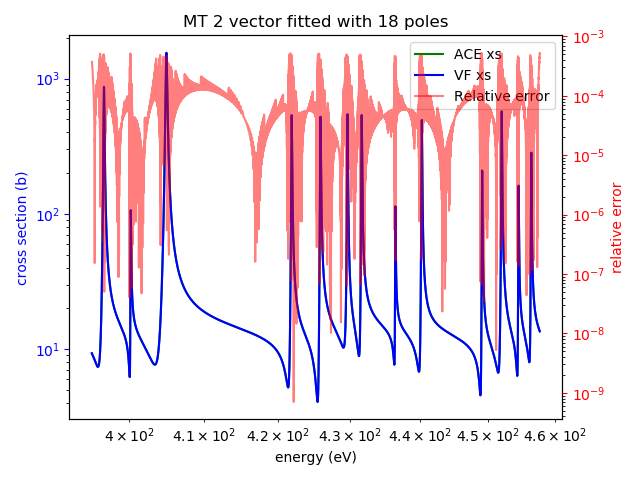 MT 2 vector fitted with 18 poles
ACE xs
VF xs
Relative error
cross section (b)
10³
10²
10¹
relative error
10⁻³
10⁻⁴
10⁻⁵
10⁻⁶
10⁻⁷
10⁻⁸
10⁻⁹
4 × 10² 4.1 × 10² 4.2 × 10² 4.3 × 10² 4.4 × 10² 4.5 × 10² 4.6 × 10²
energy (eV)